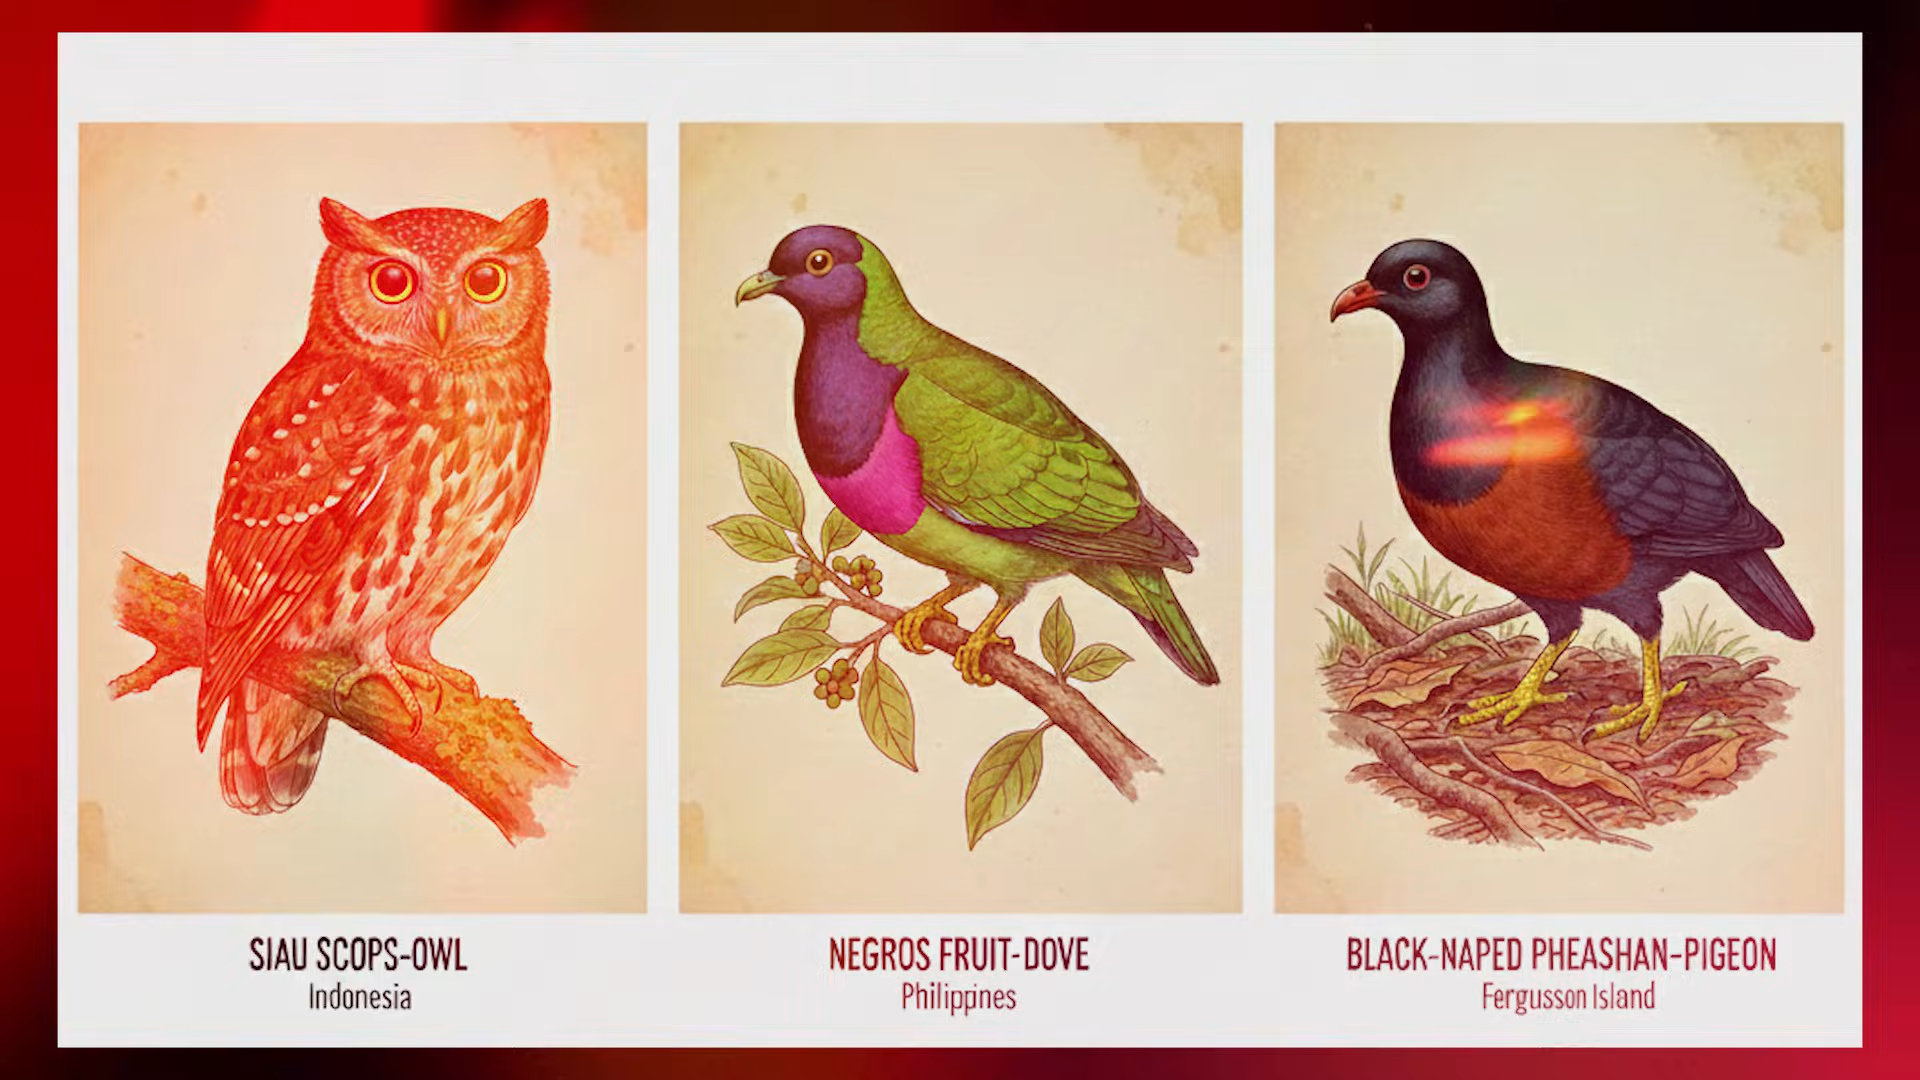 SIAU SCOPS-OWL
Indonesia
NEGROS FRUIT-DOVE
Philippines
BLACK-NAPED PHEASHAN-PIGEON
Fergusson Island